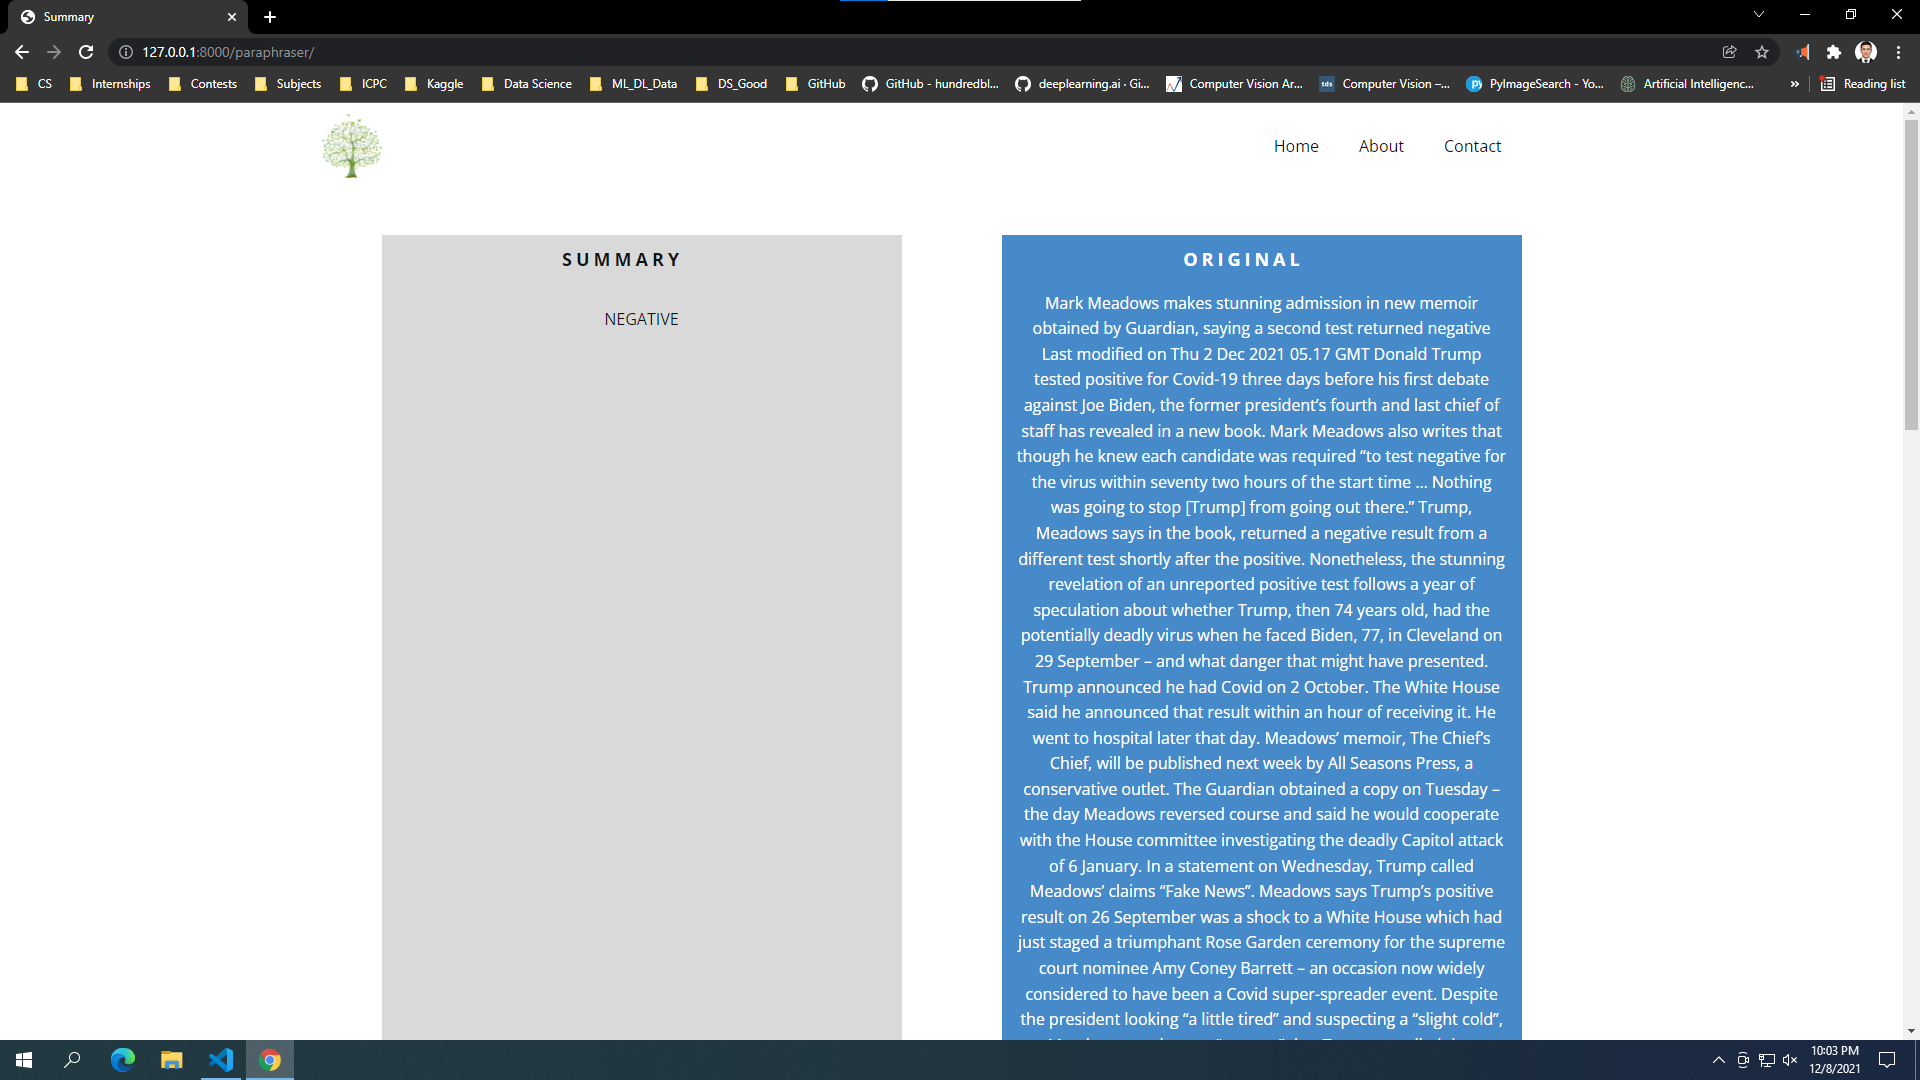 Summary
127.0.0.1:8000/paraphraser/
CS
Internships
Contests
Subjects
ICPC
Kaggle
Data Science
ML_DL_Data
DS_Good
GitHub
GitHub - hundredbl...
deeplearning.ai · Gi...
Computer Vision Ar...
tds
Computer Vision –...
PyImageSearch - Yo...
Artificial Intelligenc...
»
Reading list
Home
About
Contact
SUMMARY
NEGATIVE
ORIGINAL
Mark Meadows makes stunning admission in new memoir
obtained by Guardian, saying a second test returned negative
Last modified on Thu 2 Dec 2021 05.17 GMT Donald Trump
tested positive for Covid-19 three days before his first debate
against Joe Biden, the former president’s fourth and last chief of
staff has revealed in a new book. Mark Meadows also writes that
though he knew each candidate was required “to test negative for
the virus within seventy two hours of the start time … Nothing
was going to stop [Trump] from going out there.” Trump,
Meadows says in the book, returned a negative result from a
different test shortly after the positive. Nonetheless, the stunning
revelation of an unreported positive test follows a year of
speculation about whether Trump, then 74 years old, had the
potentially deadly virus when he faced Biden, 77, in Cleveland on
29 September – and what danger that might have presented.
Trump announced he had Covid on 2 October. The White House
said he announced that result within an hour of receiving it. He
went to hospital later that day. Meadows’ memoir, The Chief’s
Chief, will be published next week by All Seasons Press, a
conservative outlet. The Guardian obtained a copy on Tuesday –
the day Meadows reversed course and said he would cooperate
with the House committee investigating the deadly Capitol attack
of 6 January. In a statement on Wednesday, Trump called
Meadows’ claims “Fake News”. Meadows says Trump’s positive
result on 26 September was a shock to a White House which had
just staged a triumphant Rose Garden ceremony for the supreme
court nominee Amy Coney Barrett – an occasion now widely
considered to have been a Covid super-spreader event. Despite
the president looking “a little tired” and suspecting a “slight cold”,
10:03 PM
12/8/2021